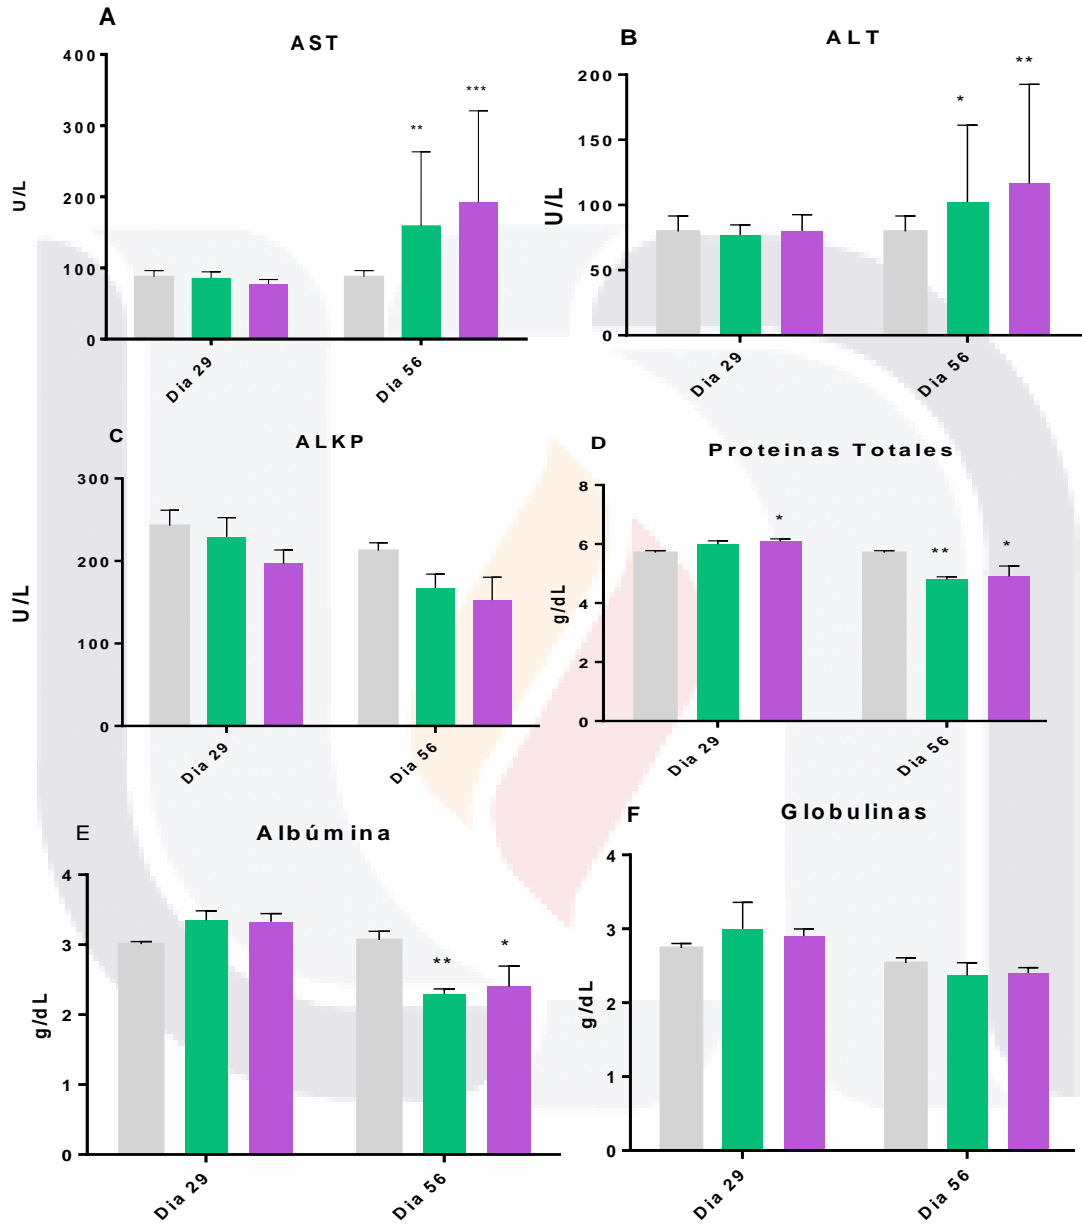 A
AST
U/L
400
300
200
100
0
**
***
Dia 29
Dia 56
B
ALT
U/L
200
150
100
50
0
*
**
Dia 29
Dia 56
C
ALKP
U/L
300
200
100
0
Dia 29
Dia 56
D
Proteinas Totales
g/dL
8
6
4
2
0
*
**
*
Dia 29
Dia 56
E
Albúmina
g/dL
4
3
2
1
0
**
*
Dia 29
Dia 56
F
Globulinas
g/dL
4
3
2
1
0
Dia 29
Dia 56